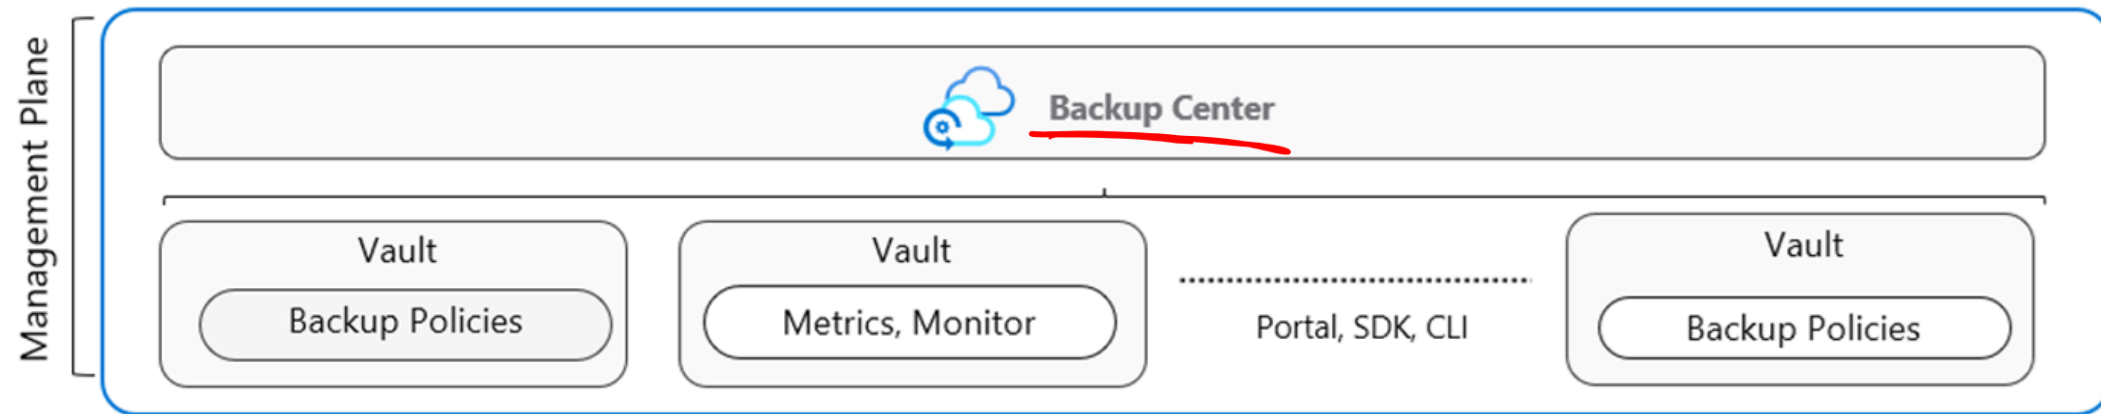 Management Plane
Backup Center
Vault
Backup Policies
Vault
Metrics, Monitor
Portal, SDK, CLI
Vault
Backup Policies